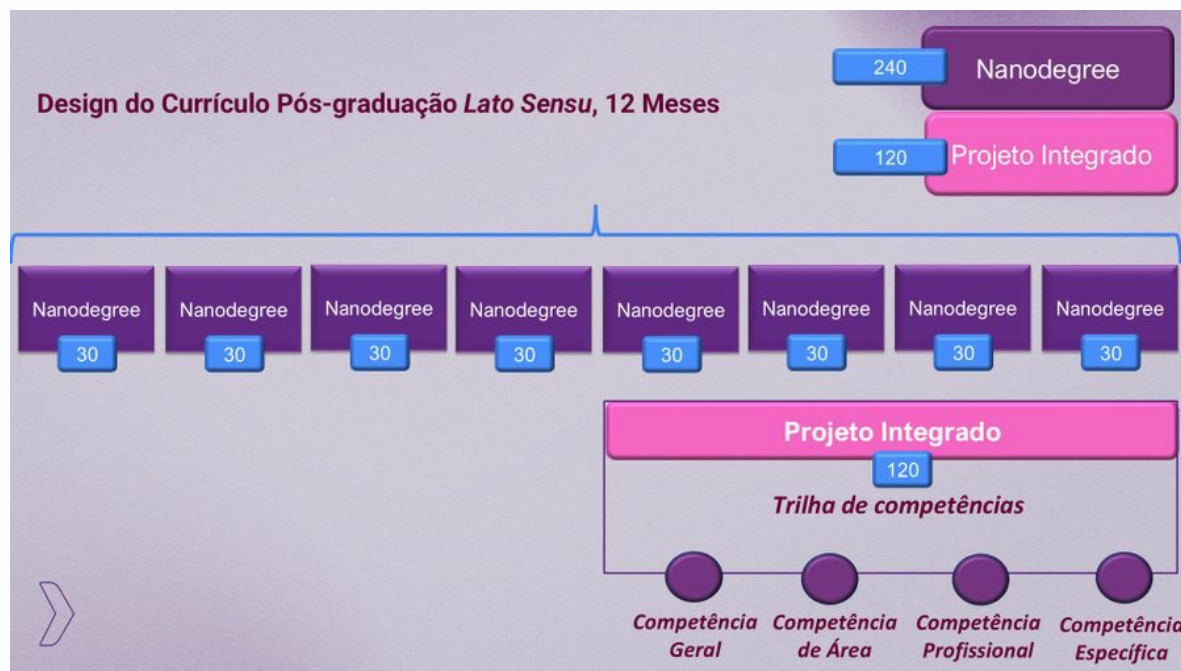 240
Nanodegree
Design do Currículo Pós-graduação Lato Sensu, 12 Meses
120
Projeto Integrado
Nanodegree
30
Nanodegree
30
Nanodegree
30
Nanodegree
30
Nanodegree
30
Nanodegree
30
Nanodegree
30
Nanodegree
30
Projeto Integrado
120
Trilha de competências
Competência
Geral
Competência
de Área
Competência
Profissional
Competência
Específica